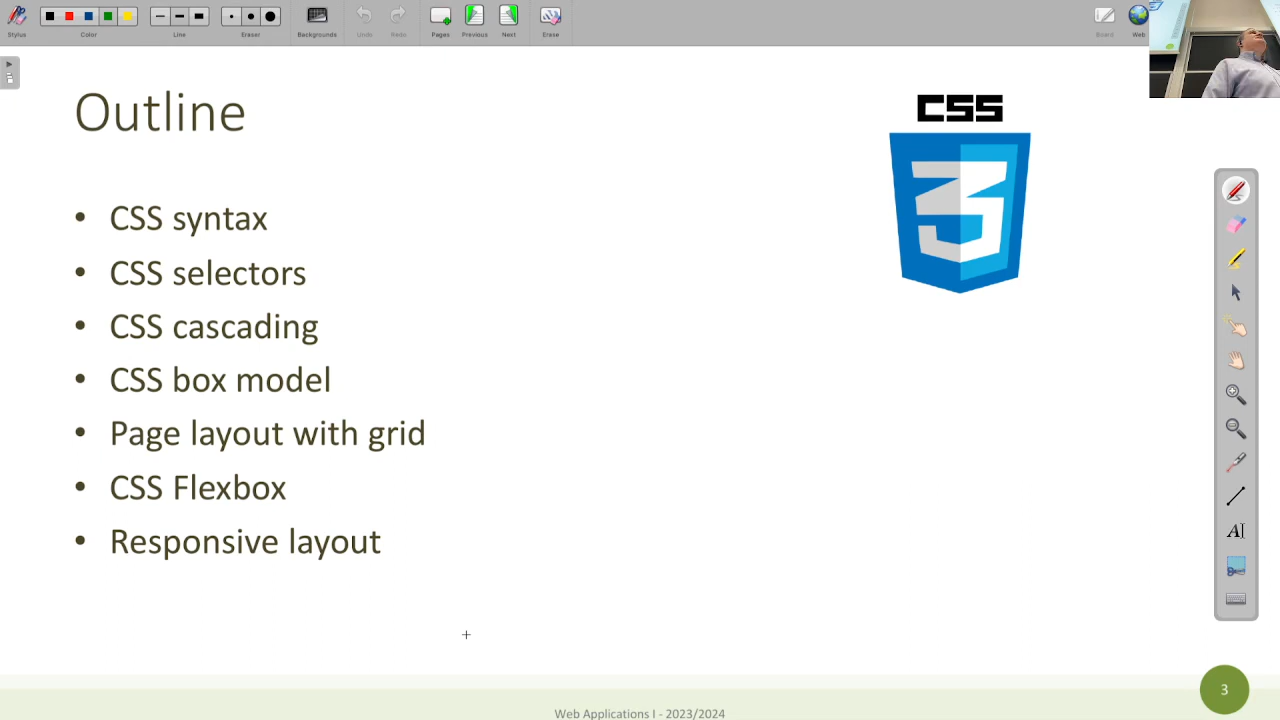 Stylus
Color
Line
Eraser
Backgrounds
Undo
Redo
Pages
Previous
Next
Erase
Board
Web
Outline
CSS
3
• CSS syntax
• CSS selectors
• CSS cascading
• CSS box model
• Page layout with grid
• CSS Flexbox
• Responsive layout
AI
3
Web Applications I - 2023/2024